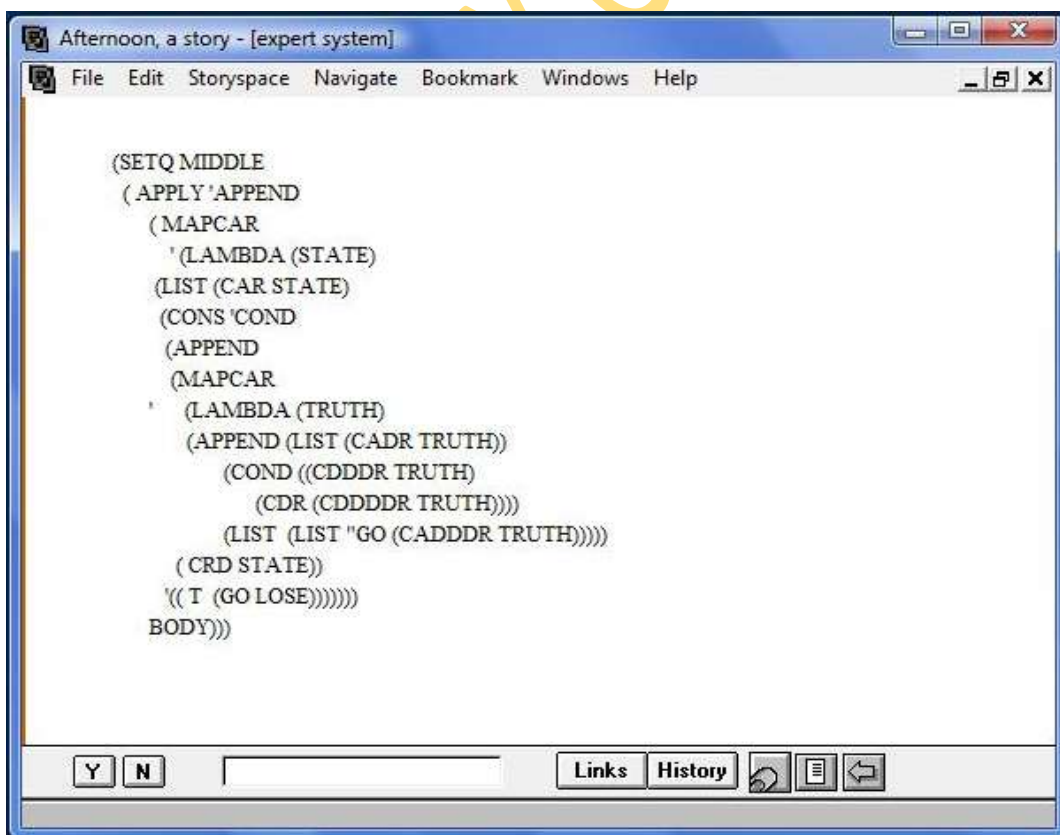 Afternoon, a story - [expert system]
File Edit Storyspace Navigate Bookmark Windows Help
(SETQ MIDDLE
( APPLY 'APPEND
( MAPCAR
' (LAMBDA (STATE)
(LIST (CAR STATE)
(CONS 'COND
(APPEND
(MAPCAR
' (LAMBDA (TRUTH)
(APPEND (LIST (CADR TRUTH))
(COND ((CDDDR TRUTH)
(CDR (CDDDDR TRUTH))))
(LIST (LIST "GO (CADDDR TRUTH)))))
( CRD STATE))
'(( T (GO LOSE)))))))
BODY)))
Y N Links History